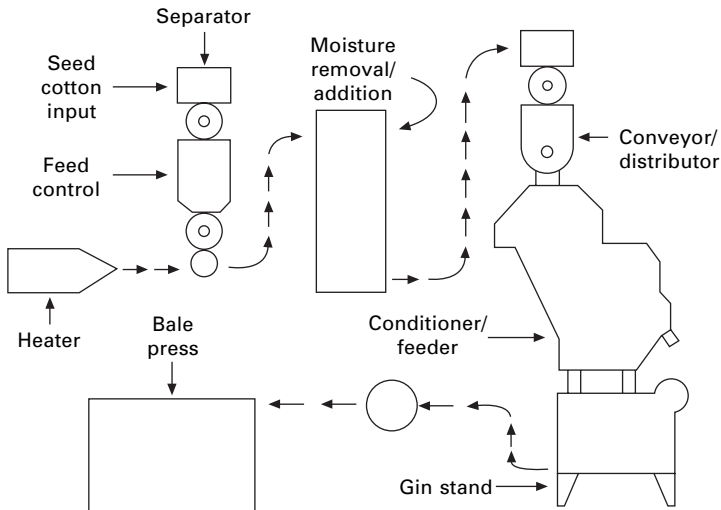 Separator
Seed
cotton
input
Moisture
removal/
addition
Conveyor/
distributor
Feed
control
Heater
Bale
press
Conditioner/
feeder
Gin stand